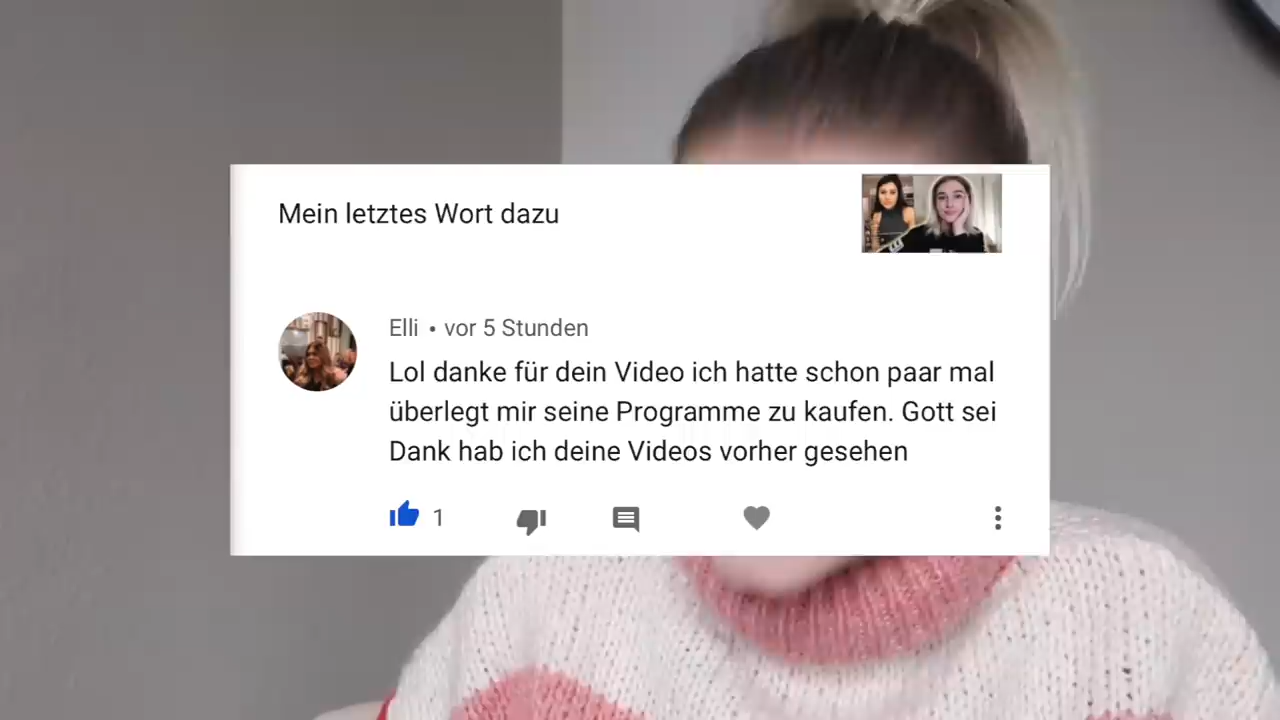 Mein letztes Wort dazu
Elli • vor 5 Stunden
Lol danke für dein Video ich hatte schon paar mal
überlegt mir seine Programme zu kaufen. Gott sei
Dank hab ich deine Videos vorher gesehen
1